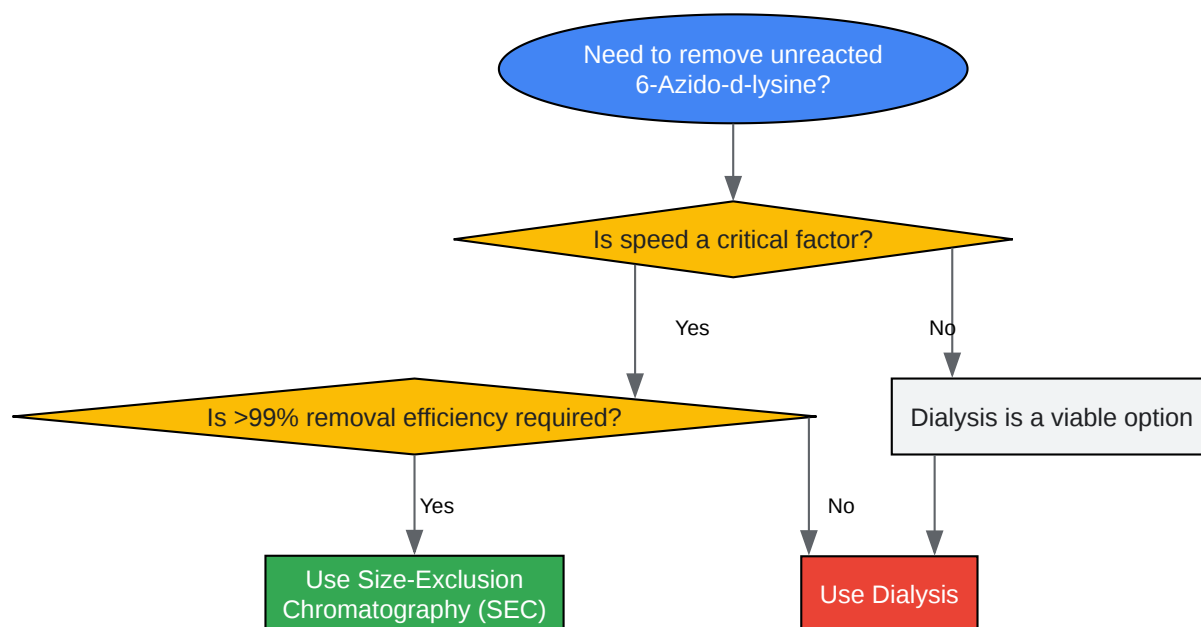 Need to remove unreacted
6-Azido-d-lysine?
Is speed a critical factor?
Yes
No
Is >99% removal efficiency required?
Dialysis is a viable option
Yes
No
Use Size-Exclusion
Chromatography (SEC)
Use Dialysis